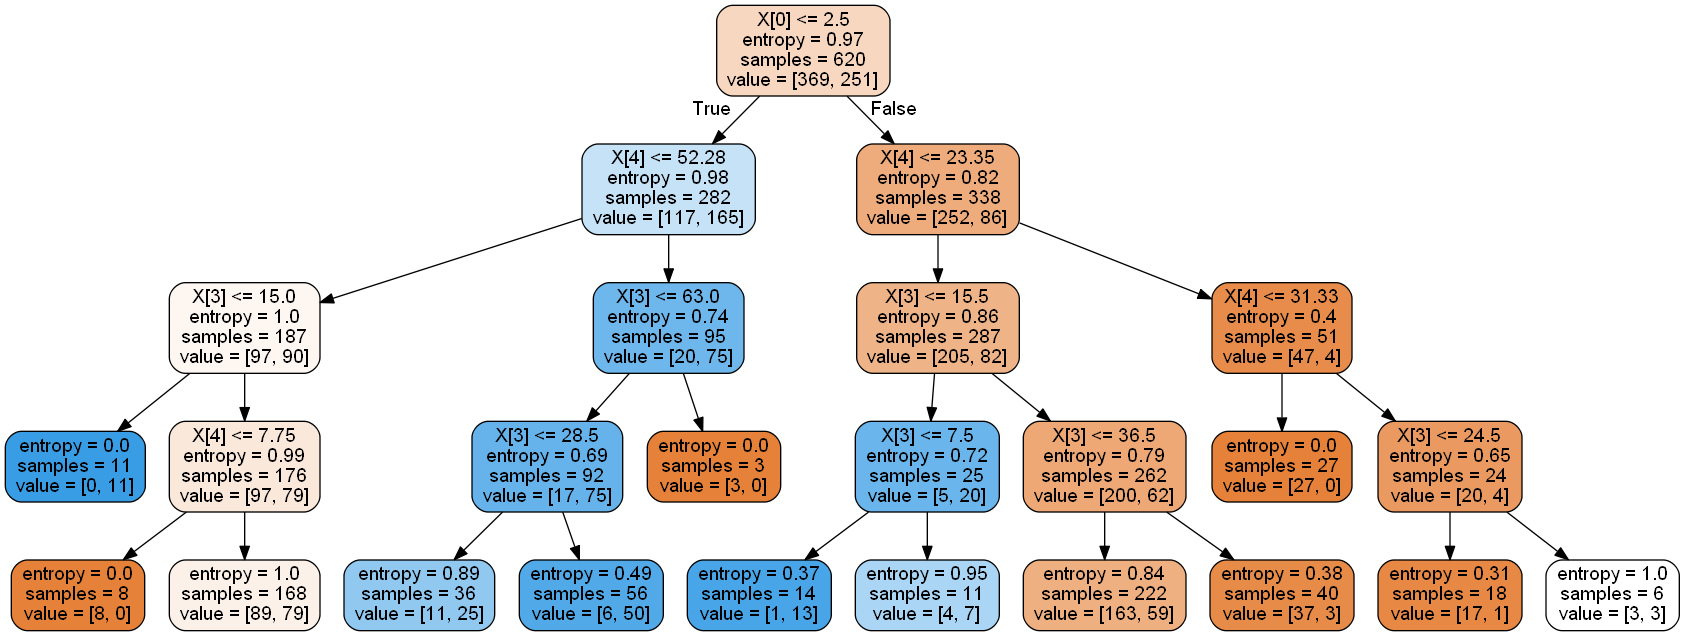 X[0] <= 2.5
entropy = 0.97
samples = 620
value = [369, 251]
True
False
X[4] <= 52.28
entropy = 0.98
samples = 282
value = [117, 165]
X[4] <= 23.35
entropy = 0.82
samples = 338
value = [252, 86]
X[3] <= 15.0
entropy = 1.0
samples = 187
value = [97, 90]
X[3] <= 63.0
entropy = 0.74
samples = 95
value = [20, 75]
X[3] <= 15.5
entropy = 0.86
samples = 287
value = [205, 82]
X[4] <= 31.33
entropy = 0.4
samples = 51
value = [47, 4]
entropy = 0.0
samples = 11
value = [0, 11]
X[4] <= 7.75
entropy = 0.99
samples = 176
value = [97, 79]
X[3] <= 28.5
entropy = 0.69
samples = 92
value = [17, 75]
entropy = 0.0
samples = 3
value = [3, 0]
X[3] <= 7.5
entropy = 0.72
samples = 25
value = [5, 20]
X[3] <= 36.5
entropy = 0.79
samples = 262
value = [200, 62]
entropy = 0.0
samples = 27
value = [27, 0]
X[3] <= 24.5
entropy = 0.65
samples = 24
value = [20, 4]
entropy = 0.0
samples = 8
value = [8, 0]
entropy = 1.0
samples = 168
value = [89, 79]
entropy = 0.89
samples = 36
value = [11, 25]
entropy = 0.49
samples = 56
value = [6, 50]
entropy = 0.37
samples = 14
value = [1, 13]
entropy = 0.95
samples = 11
value = [4, 7]
entropy = 0.84
samples = 222
value = [163, 59]
entropy = 0.38
samples = 40
value = [37, 3]
entropy = 0.31
samples = 18
value = [17, 1]
entropy = 1.0
samples = 6
value = [3, 3]